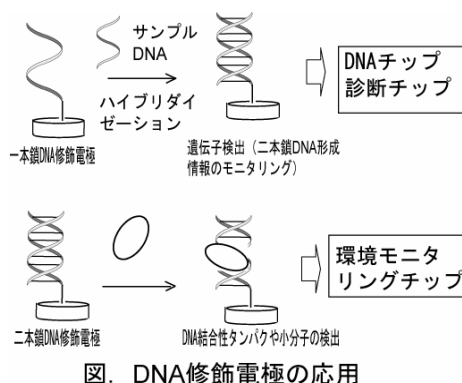 サンプル
DNA
ハイブリダイ
ゼーション
一本鎖DNA修飾電極
遺伝子検出（二本鎖DNA形成
情報のモニタリング）
DNAチップ
診断チップ
二本鎖DNA修飾電極
DNA結合性タンパクや小分子の検出
環境モニタ
リングチップ
図．DNA修飾電極の応用